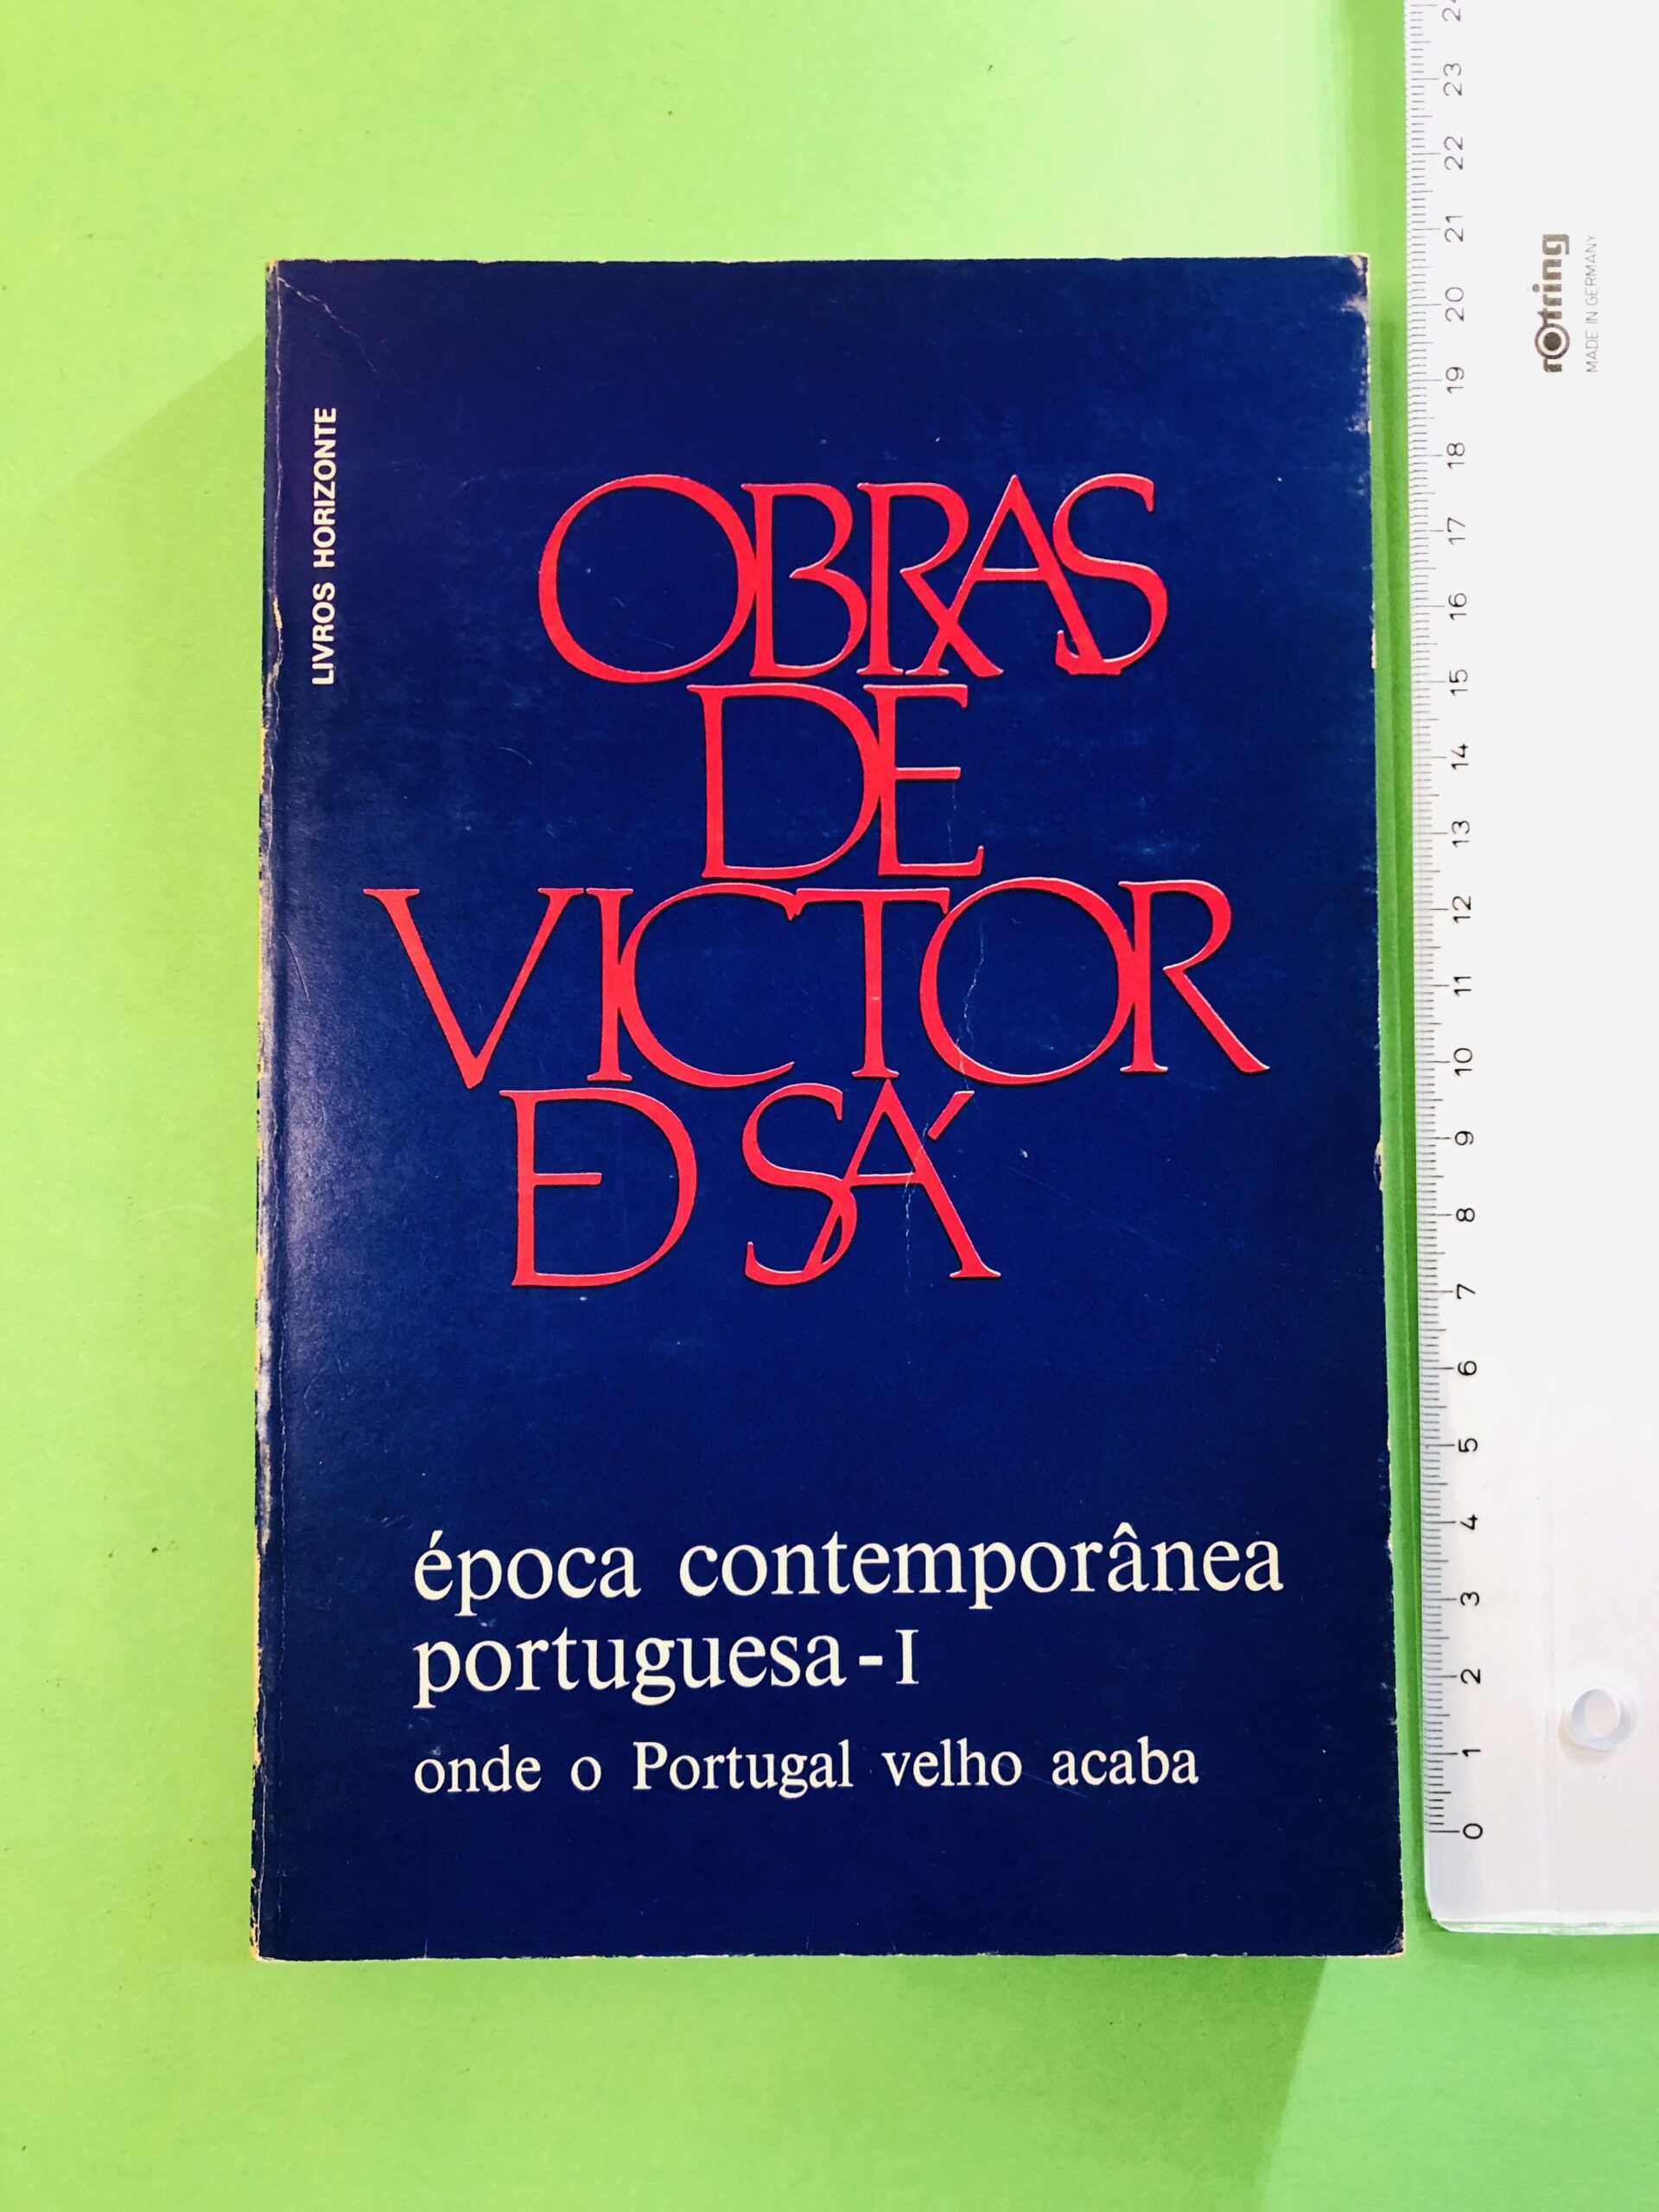 LIVROS HORIZONTE
OBRAS
DE
VICTOR
DE SÁ
época contemporânea
portuguesa - I
onde o Portugal velho acaba
rotring
MADE IN GERMANY
24
23
22
21
20
19
18
17
16
15
14
13
12
11
10
9
8
7
6
5
4
3
2
1
0